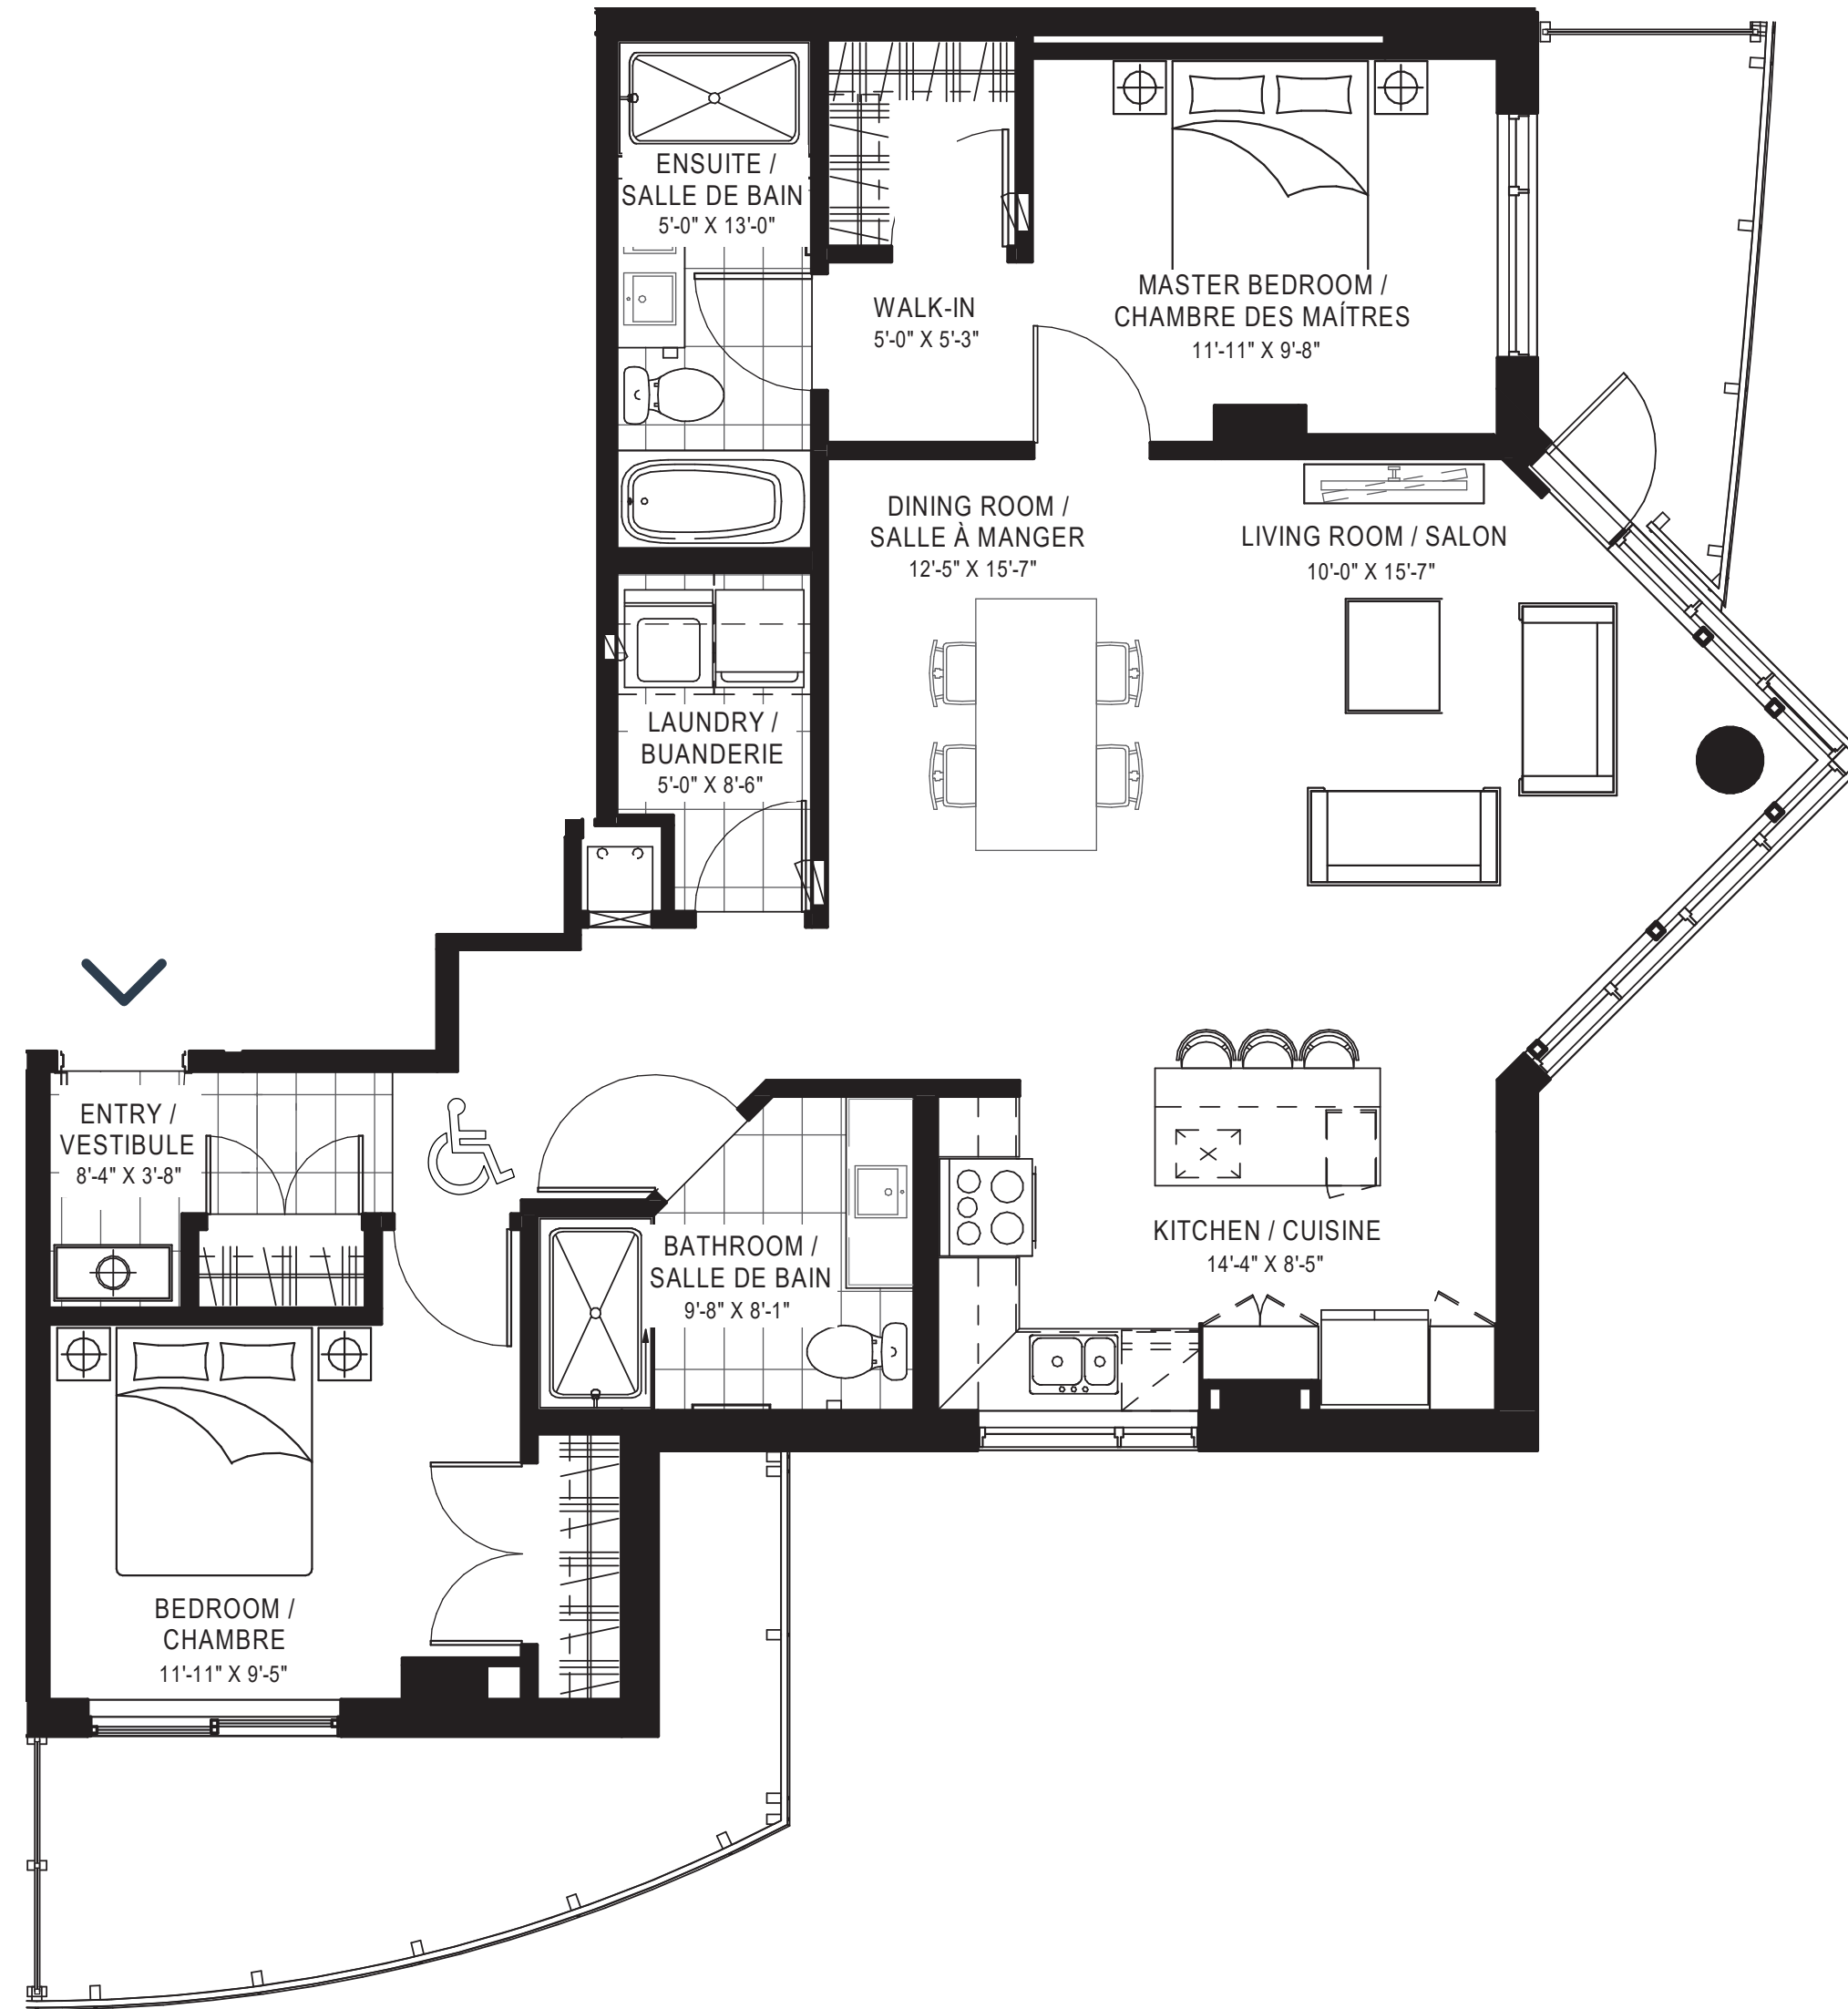 ENSUITE /
SALLE DE BAIN
5'-0" X 13'-0"
WALK-IN
5'-0" X 5'-3"
MASTER BEDROOM /
CHAMBRE DES MAÍTRES
11'-11" X 9'-8"
DINING ROOM /
SALLE À MANGER
12'-5" X 15'-7"
LIVING ROOM / SALON
10'-0" X 15'-7"
LAUNDRY /
BUANDERIE
5'-0" X 8'-6"
ENTRY /
VESTIBULE
8'-4" X 3'-8"
BATHROOM /
SALLE DE BAIN
9'-8" X 8'-1"
KITCHEN / CUISINE
14'-4" X 8'-5"
BEDROOM /
CHAMBRE
11'-11" X 9'-5"